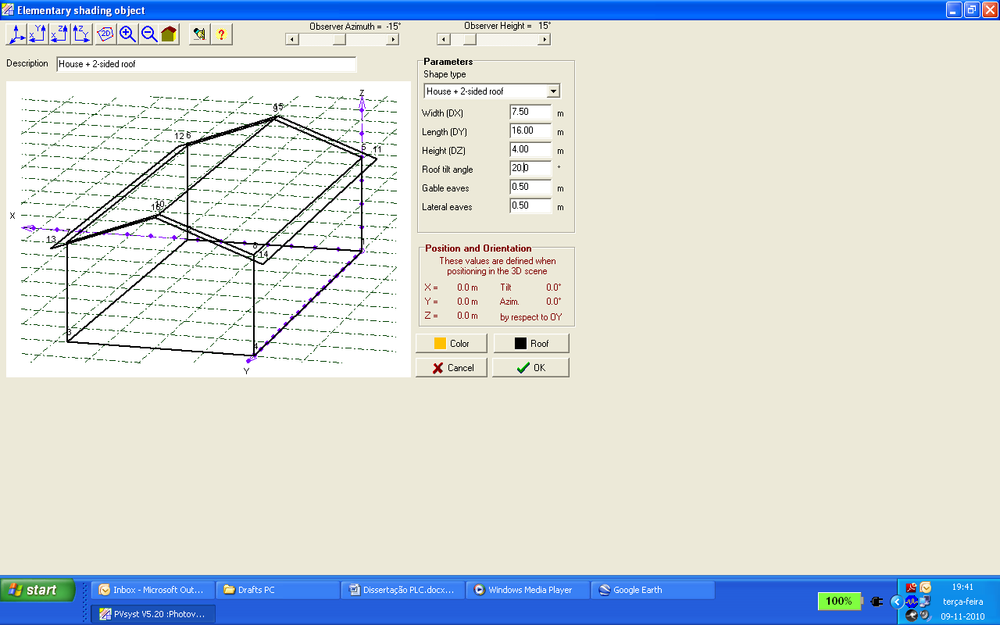 Elementary shading object
Observer Azimuth = -15° Observer Height = 15°
X Y Z Y Z 2D ?
Description House + 2-sided roof
Parameters
Shape type
House + 2-sided roof
Width (DX) 7.50 m
Length (DY) 16.00 m
Height (DZ) 4.00 m
Roof tilt angle 20.0 °
Gable eaves 0.50 m
Lateral eaves 0.50 m
Z
15
12 6
5 11
X
10
16
13 7
8 14
1
3
4
Y
Position and Orientation
These values are defined when
positioning in the 3D scene
X = 0.0 m Tilt 0.0°
Y = 0.0 m Azim. 0.0°
Z = 0.0 m by respect to OY
Color Roof
Cancel OK
start Inbox - Microsoft Out... Drafts PC Dissertação PLC.docx... Windows Media Player Google Earth
PVsyst V5.20 :Photov...
100%
19:41
terça-feira
09-11-2010